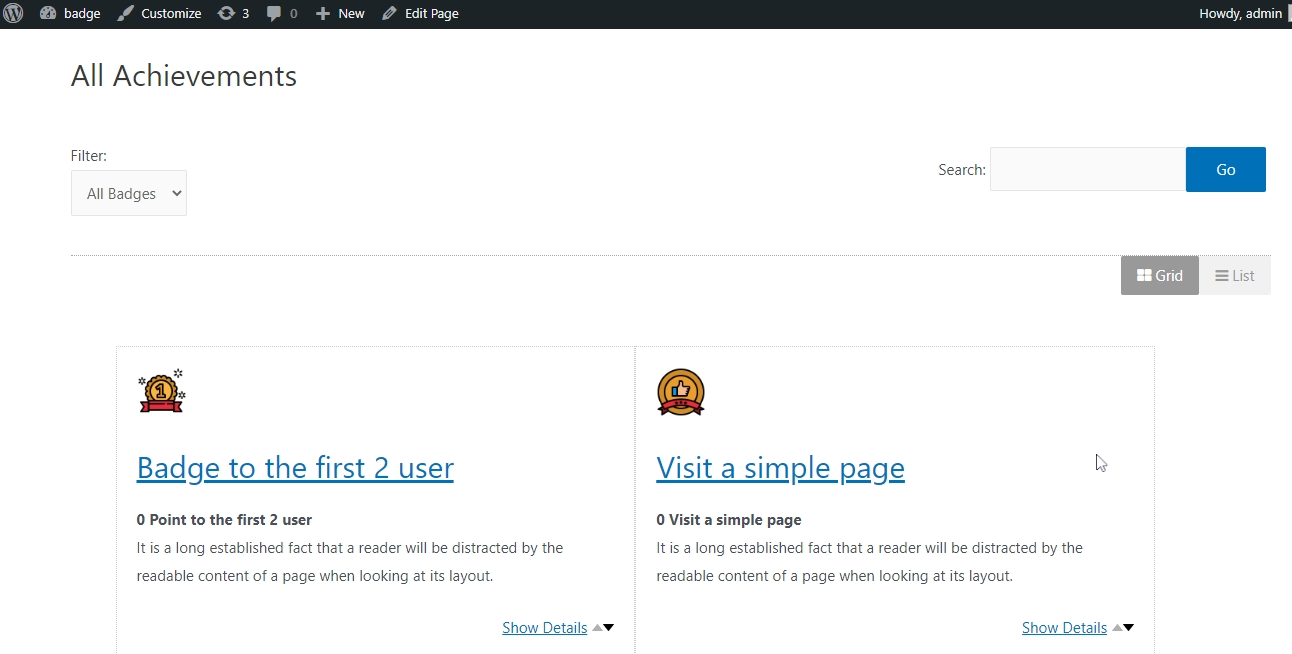 badge Customize 3 0 New Edit Page Howdy, admin
All Achievements
Filter:
All Badges
Search: Go
Grid List
1
Badge to the first 2 user
0 Point to the first 2 user
It is a long established fact that a reader will be distracted by the
readable content of a page when looking at its layout.
Show Details
Visit a simple page
0 Visit a simple page
It is a long established fact that a reader will be distracted by the
readable content of a page when looking at its layout.
Show Details